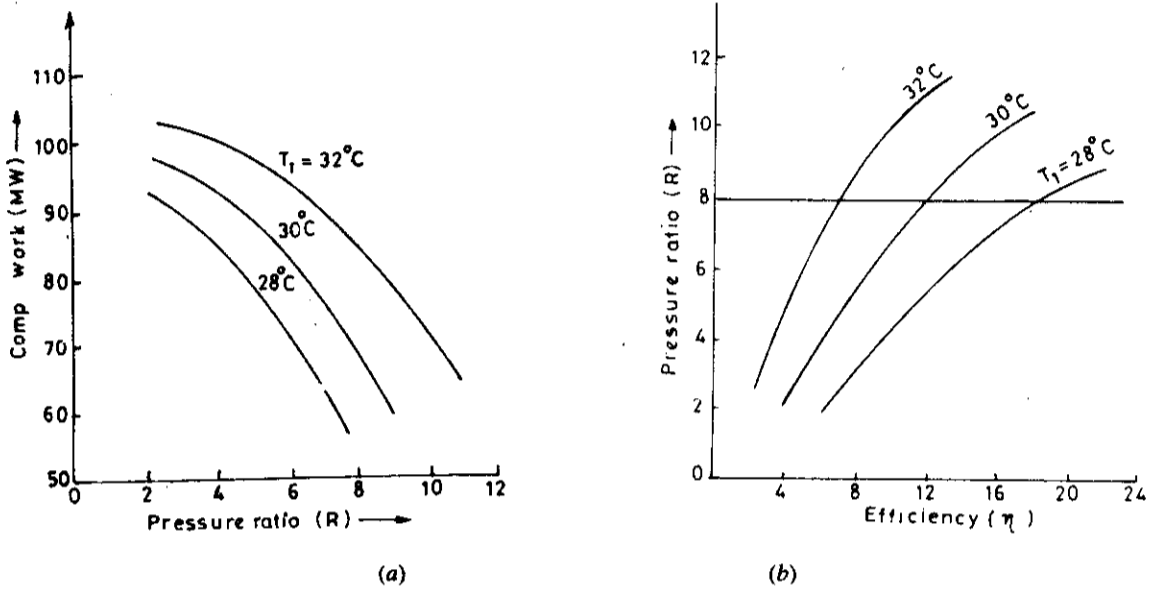 110
100
90
80
70
60
50
0
2
4
6
8
10
12
Comp work (MW)
Pressure ratio (R)
T1 = 32°C
30°C
28°C
(a)
12
10
8
6
4
2
0
4
8
12
16
20
24
Pressure ratio (R)
Efficiency (η)
32°C
30°C
T1 = 28°C
(b)